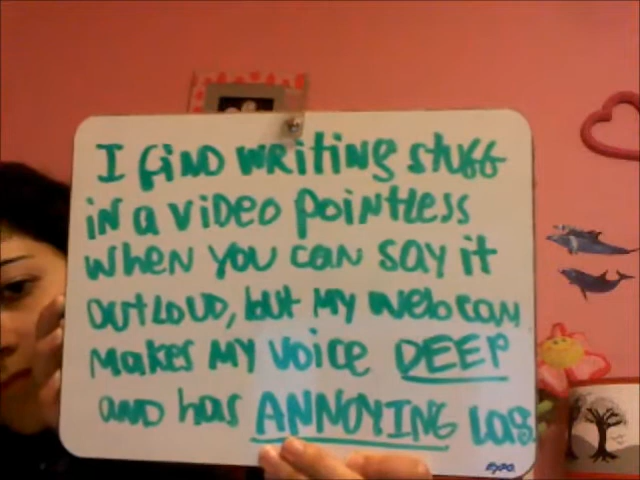 I find writing stuff
in a video pointless
when you can say it
outloud, but my webcam
makes my voice DEEP
and has ANNOYING Lag
EXPO